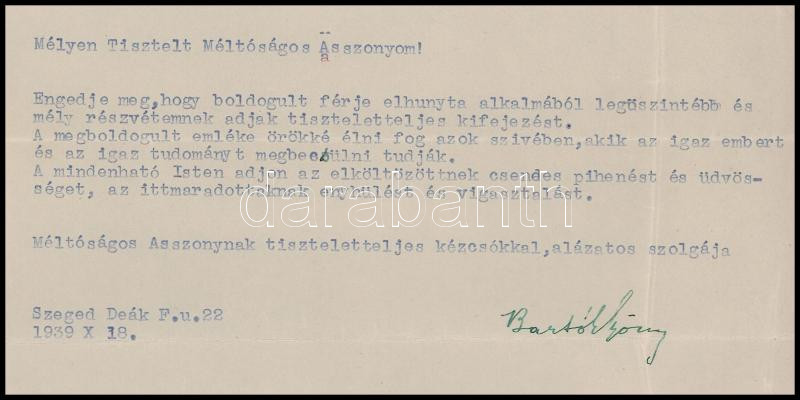 Mélyen Tisztelt Méltóságos Asszonyom!
Engedje meg,hogy boldogult férje elhunyta alkalmából legőszintébb és
mély részvétemnek adjak tiszteletteljes kifejezést.
A megboldogult emléke örökké élni fog azok szivében,akik az igaz embert
és az igaz tudományt megbecsülni tudják.
A mindenható Isten adjon az elköltözöttnek csendes pihenést és üdvös-
séget, az ittmaradottaknak enyhülést és vigasztalást.
darabanth
Méltóságos Asszonynak tiszteletteljes kézcsókkal,alázatos szolgája
Szeged Deák F.u.22
1939 X 18.
Bartók György